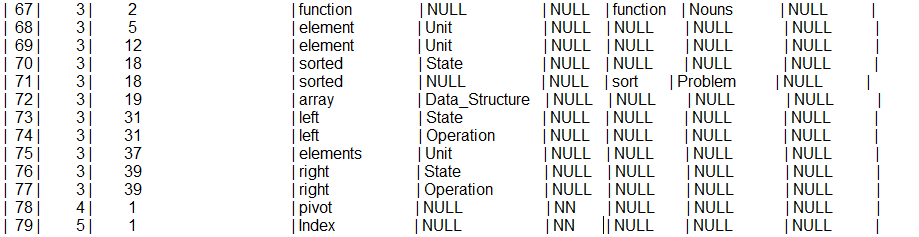 | 67| 3| 2 |function |NULL |NULL |function |Nouns |NULL |
| 68| 3| 5 |element |Unit |NULL |NULL |NULL |NULL |
| 69| 3| 12 |element |Unit |NULL |NULL |NULL |NULL |
| 70| 3| 18 |sorted |State |NULL |NULL |NULL |NULL |
| 71| 3| 18 |sorted |NULL |NULL |sort |Problem |NULL |
| 72| 3| 19 |array |Data_Structure |NULL |NULL |NULL |NULL |
| 73| 3| 31 |left |State |NULL |NULL |NULL |NULL |
| 74| 3| 31 |left |Operation |NULL |NULL |NULL |NULL |
| 75| 3| 37 |elements |Unit |NULL |NULL |NULL |NULL |
| 76| 3| 39 |right |State |NULL |NULL |NULL |NULL |
| 77| 3| 39 |right |Operation |NULL |NULL |NULL |NULL |
| 78| 4| 1 |pivot |NULL |NN |NULL |NULL |NULL |
| 79| 5| 1 |Index |NULL |NN ||NULL |NULL |NULL |